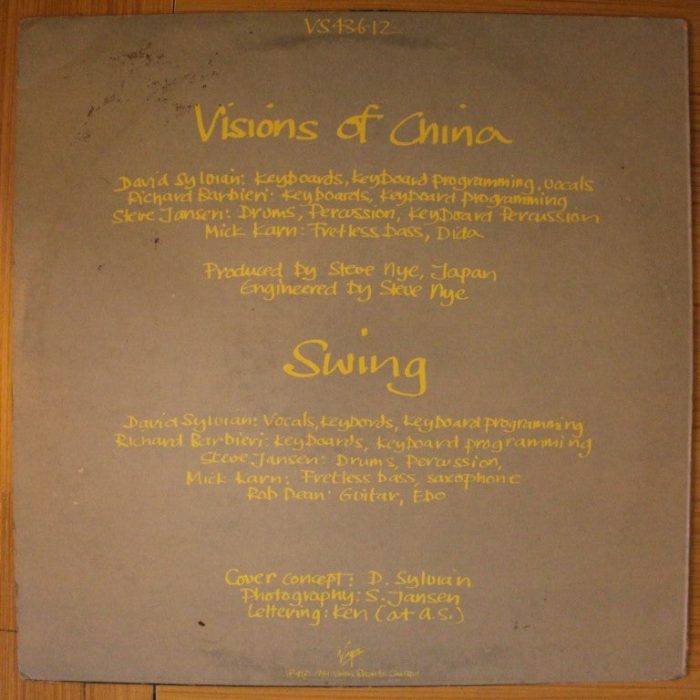 VS436-12
Visions of China
David Sylvian: Keyboards, Keyboard programming, vocals
Richard Barbieri: Keyboards, Keyboard programming
Steve Jansen: Drums, Percussion, Keyboard Percussion
Mick Karn: Fretless bass, Dida
Produced by Steve Nye, Japan
Engineered by Steve Nye
Swing
David Sylvian: Vocals, Keybords, Keyboard programming
Richard Barbieri: Keyboards, Keyboard programming
Steve Jansen: Drums, Percussion,
Mick Karn: Fretless bass, saxophone
Rob Dean: Guitar, EBO
Cover concept: D. Sylvian
Photography: S. Jansen
Lettering: Ken (at a.s.)
Virgin